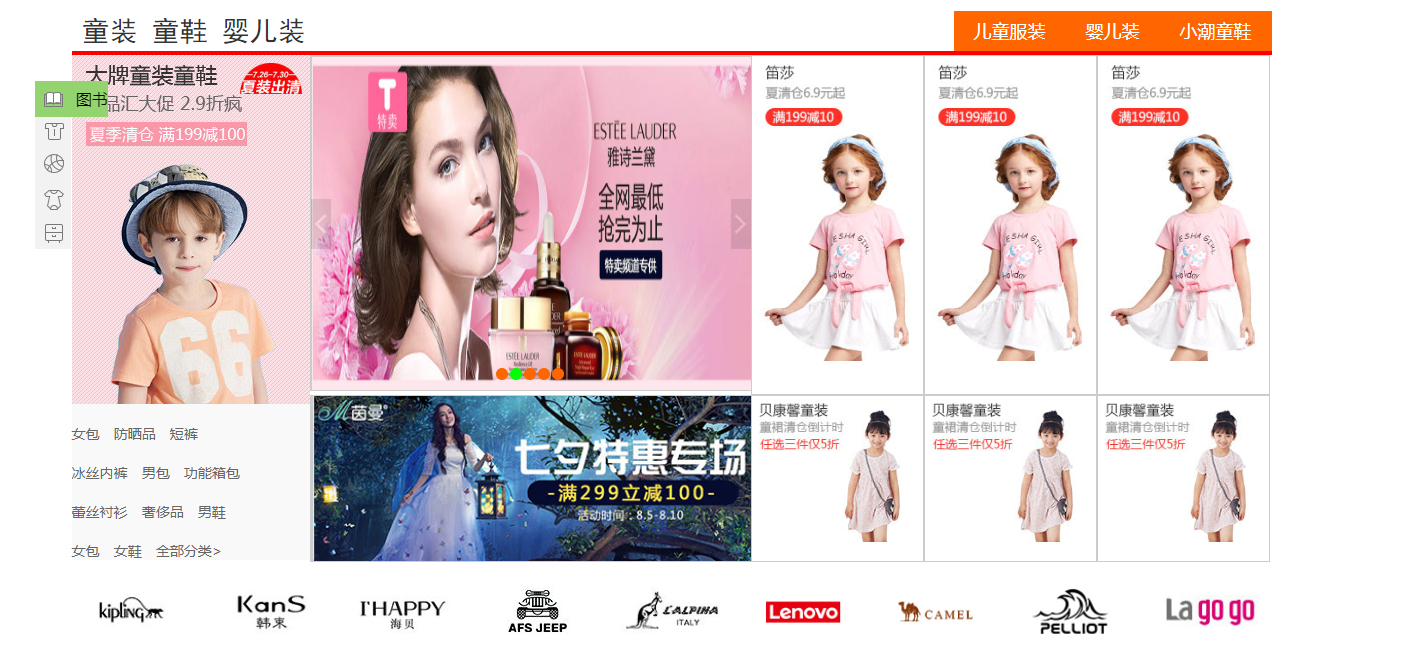 童装 童鞋 婴儿装
儿童服装 婴儿装 小潮童鞋
大牌童装童鞋
7.26-7.30
夏装出清
图书
品汇大促 2.9折疯
夏季清仓 满199减100
T
特卖
ESTĒE LAUDER
雅诗兰黛
全网最低
抢完为止
特卖频道专供
ESTĒE LAUDER
笛莎
夏清仓6.9元起
满199减10
笛莎
夏清仓6.9元起
满199减10
笛莎
夏清仓6.9元起
满199减10
女包 防晒品 短裤
冰丝内裤 男包 功能箱包
蕾丝衬衫 奢侈品 男鞋
女包 女鞋 全部分类>
M茵曼®
七夕特惠专场
-满299立减100-
活动时间：8.5-8.10
贝康馨童装
童裙清仓倒计时
任选三件仅5折
贝康馨童装
童裙清仓倒计时
任选三件仅5折
贝康馨童装
童裙清仓倒计时
任选三件仅5折
kipling
KanS
韩束
I'HAPPY
海贝
AFS JEEP
L'ALPINA
ITALY
Lenovo
CAMEL
PELLIOT
La go go